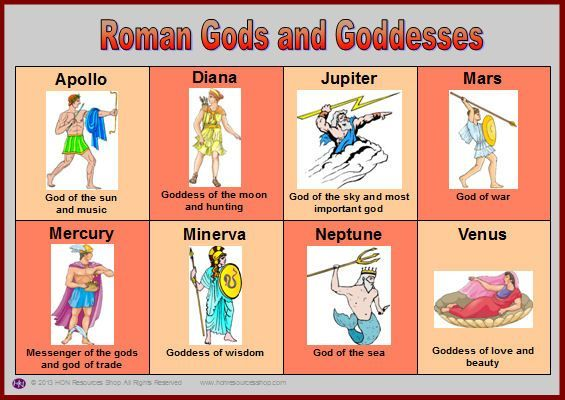 Roman Gods and Goddesses
Apollo
God of the sun
and music
Diana
Goddess of the moon
and hunting
Jupiter
God of the sky and most
important god
Mars
God of war
Mercury
Messenger of the gods
and god of trade
Minerva
Goddess of wisdom
Neptune
God of the sea
Venus
Goddess of love and
beauty
© 2013 HON Resources Shop All Rights Reserved www.honresourcesshop.com